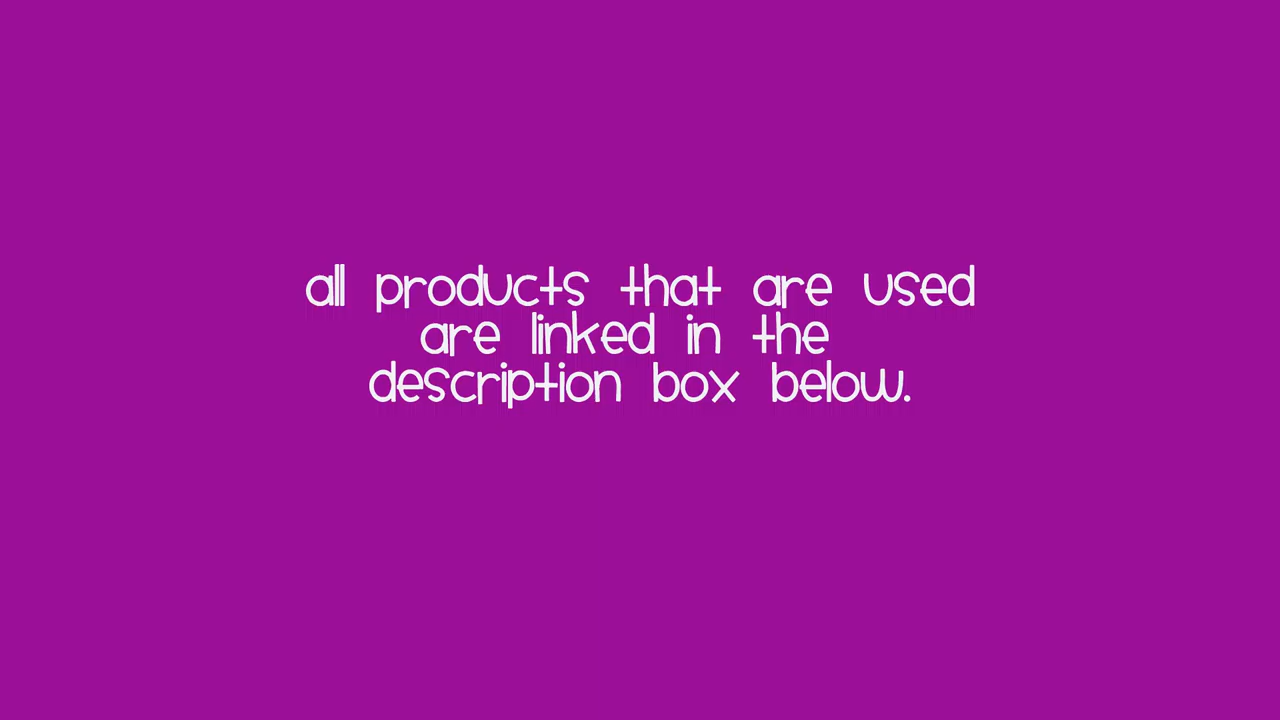 all products that are used
are linked in the
description box below.